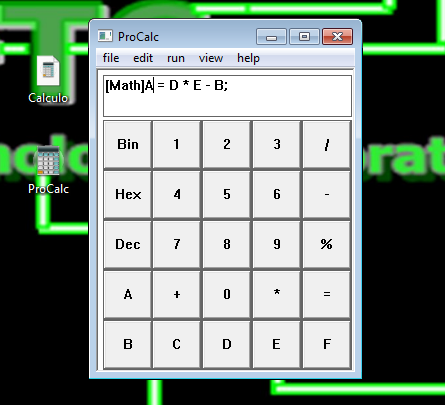 ProCalc
file edit run view help
[Math]A = D * E - B;
Bin 1 2 3 /
Hex 4 5 6 -
Dec 7 8 9 %
A + 0 * =
B C D E F
Calculo
ProCalc